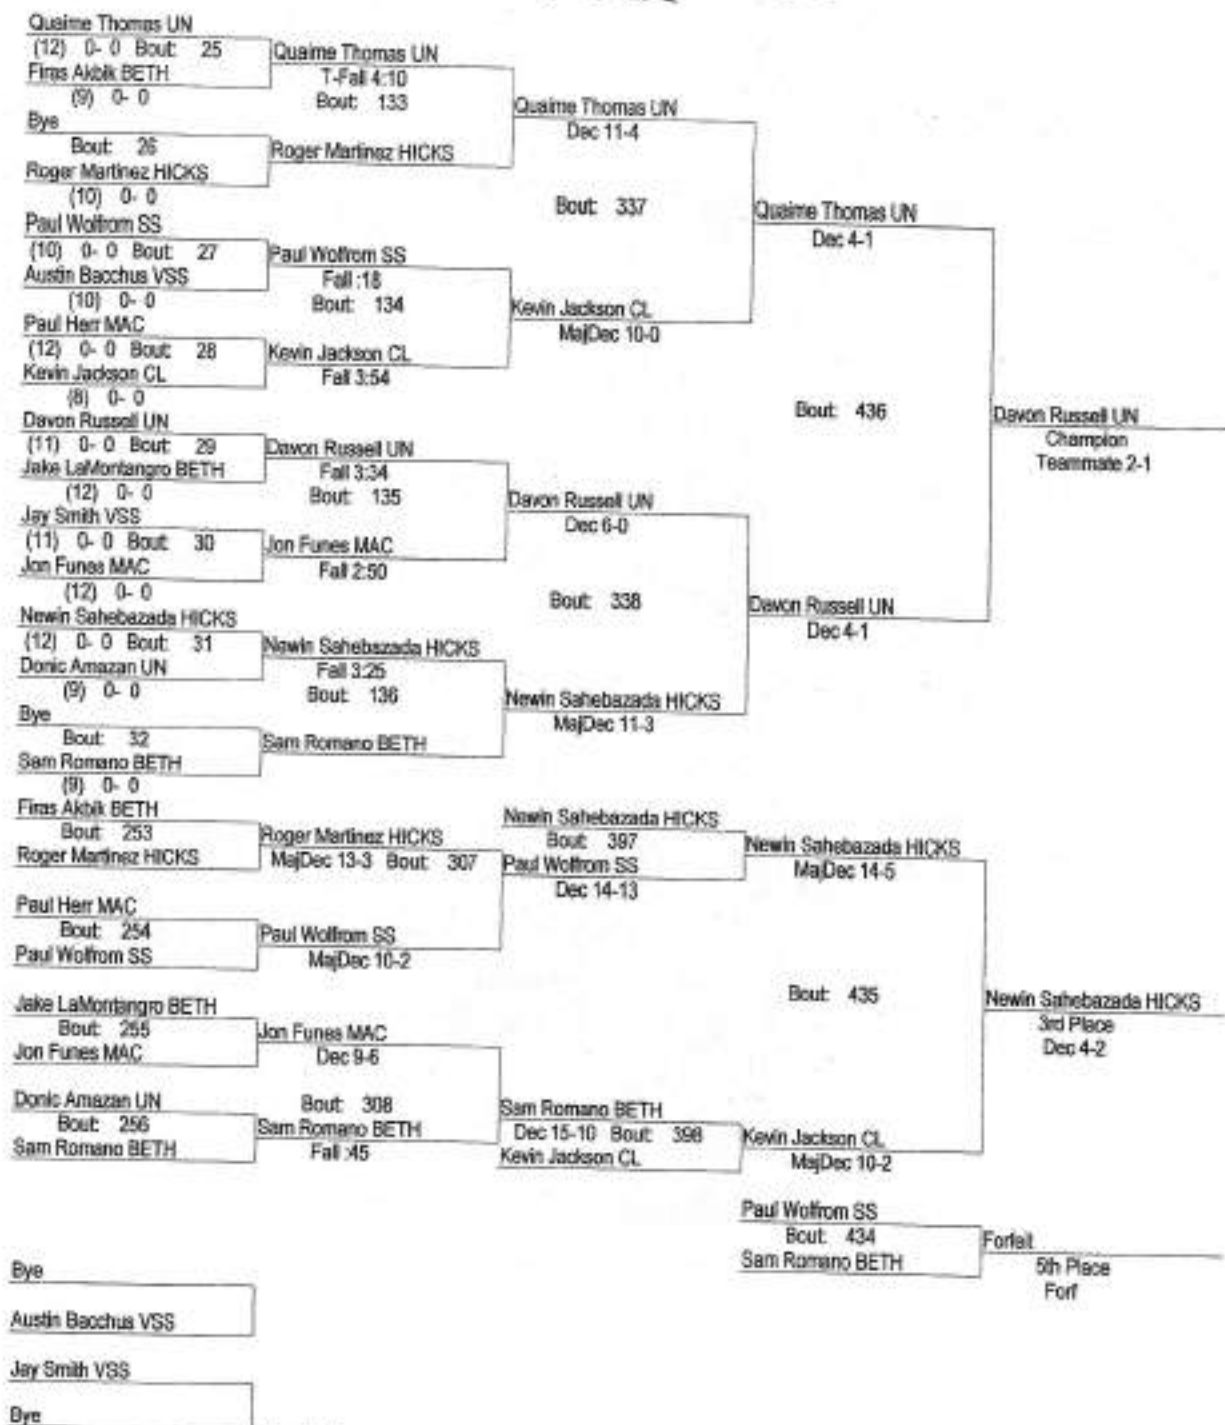 Quaime Thomas UN
(12) 0- 0 Bout: 25
Firas Akbik BETH
(9) 0- 0
Bye
Bout: 26
Roger Martinez HICKS
(10) 0- 0
Paul Wolfrom SS
(10) 0- 0 Bout: 27
Austin Bacchus VSS
(10) 0- 0
Paul Herr MAC
(12) 0- 0 Bout: 28
Kevin Jackson CL
(8) 0- 0
Davon Russell UN
(11) 0- 0 Bout: 29
Jake LaMontangro BETH
(12) 0- 0
Jay Smith VSS
(11) 0- 0 Bout: 30
Jon Funes MAC
(12) 0- 0
Newin Sahebazada HICKS
(12) 0- 0 Bout: 31
Donic Amazan UN
(9) 0- 0
Bye
Bout: 32
Sam Romano BETH
(9) 0- 0
Quaime Thomas UN
T-Fall 4:10
Bout: 133
Roger Martinez HICKS
Paul Wolfrom SS
Fall :18
Bout: 134
Kevin Jackson CL
Fall 3:54
Davon Russell UN
Fall 3:34
Bout: 135
Jon Funes MAC
Fall 2:50
Newin Sahebazada HICKS
Fall 3:25
Bout: 136
Sam Romano BETH
Quaime Thomas UN
Dec 11-4
Bout: 337
Kevin Jackson CL
MajDec 10-0
Davon Russell UN
Dec 6-0
Bout: 338
Newin Sahebazada HICKS
MajDec 11-3
Quaime Thomas UN
Dec 4-1
Bout: 436
Davon Russell UN
Dec 4-1
Davon Russell UN
Champion
Teammate 2-1
Firas Akbik BETH
Bout: 253
Roger Martinez HICKS
Paul Herr MAC
Bout: 254
Paul Wolfrom SS
Jake LaMontangro BETH
Bout: 255
Jon Funes MAC
Donic Amazan UN
Bout: 256
Sam Romano BETH
Roger Martinez HICKS
MajDec 13-3 Bout: 307
Paul Wolfrom SS
MajDec 10-2
Jon Funes MAC
Dec 9-6
Bout: 308
Sam Romano BETH
Fall :45
Newin Sahebazada HICKS
Bout: 397
Paul Wolfrom SS
Dec 14-13
Sam Romano BETH
Dec 15-10 Bout: 398
Kevin Jackson CL
Newin Sahebazada HICKS
MajDec 14-5
Bout: 435
Kevin Jackson CL
MajDec 10-2
Newin Sahebazada HICKS
3rd Place
Dec 4-2
Paul Wolfrom SS
Bout: 434
Sam Romano BETH
Forfeit
5th Place
Forf
Bye
Austin Bacchus VSS
Jay Smith VSS
Bye